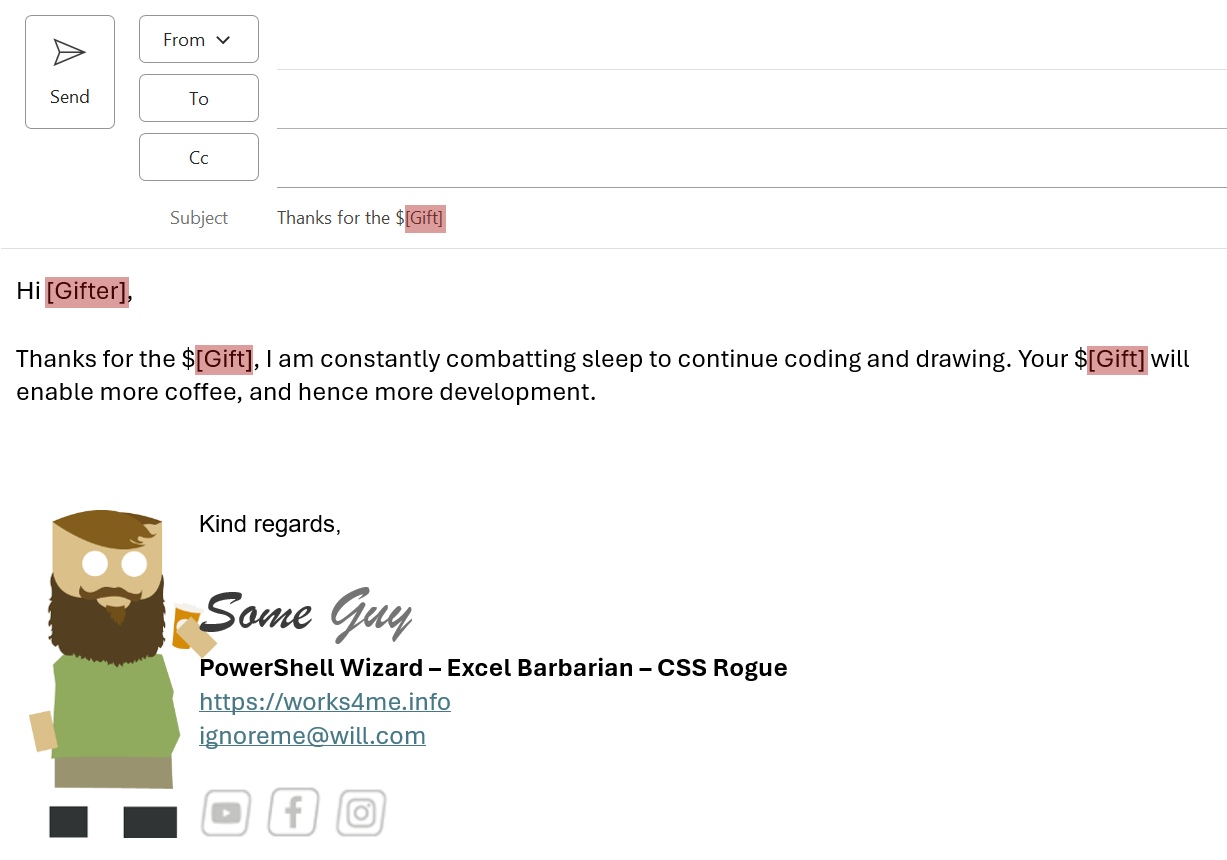 From
Send
To
Cc
Subject Thanks for the $[Gift]
Hi [Gifter],
Thanks for the $[Gift], I am constantly combatting sleep to continue coding and drawing. Your $[Gift] will
enable more coffee, and hence more development.
Kind regards,
Some Guy
PowerShell Wizard – Excel Barbarian – CSS Rogue
https://works4me.info
ignoreme@will.com